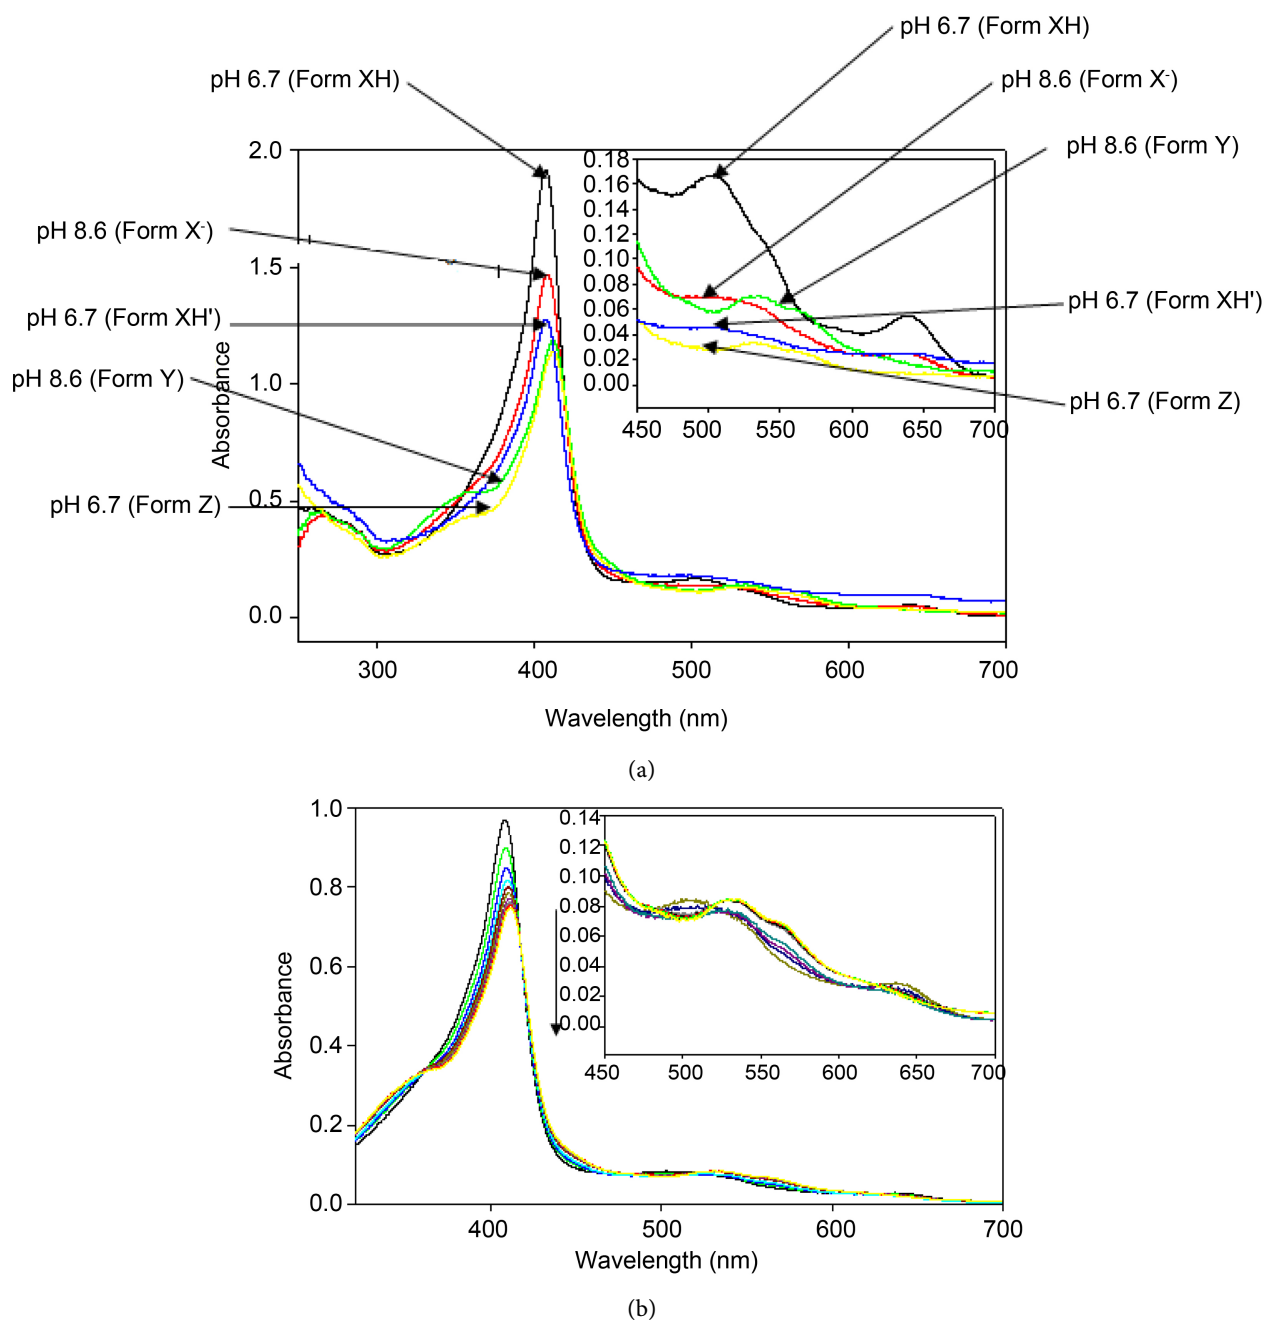 pH 6.7 (Form XH)
pH 6.7 (Form XH)
pH 8.6 (Form X-)
pH 8.6 (Form Y)
pH 8.6 (Form X-)
pH 6.7 (Form XH')
pH 6.7 (Form XH')
pH 8.6 (Form Y)
pH 6.7 (Form Z)
pH 6.7 (Form Z)
2.0
1.5
1.0
0.5
0.0
Absorbance
300 400 500 600 700
Wavelength (nm)
0.18
0.16
0.14
0.12
0.10
0.08
0.06
0.04
0.02
0.00
450 500 550 600 650 700
(a)
1.0
0.8
0.6
0.4
0.2
0.0
Absorbance
400 500 600 700
Wavelength (nm)
0.14
0.12
0.10
0.08
0.06
0.04
0.02
0.00
450 500 550 600 650 700
(b)